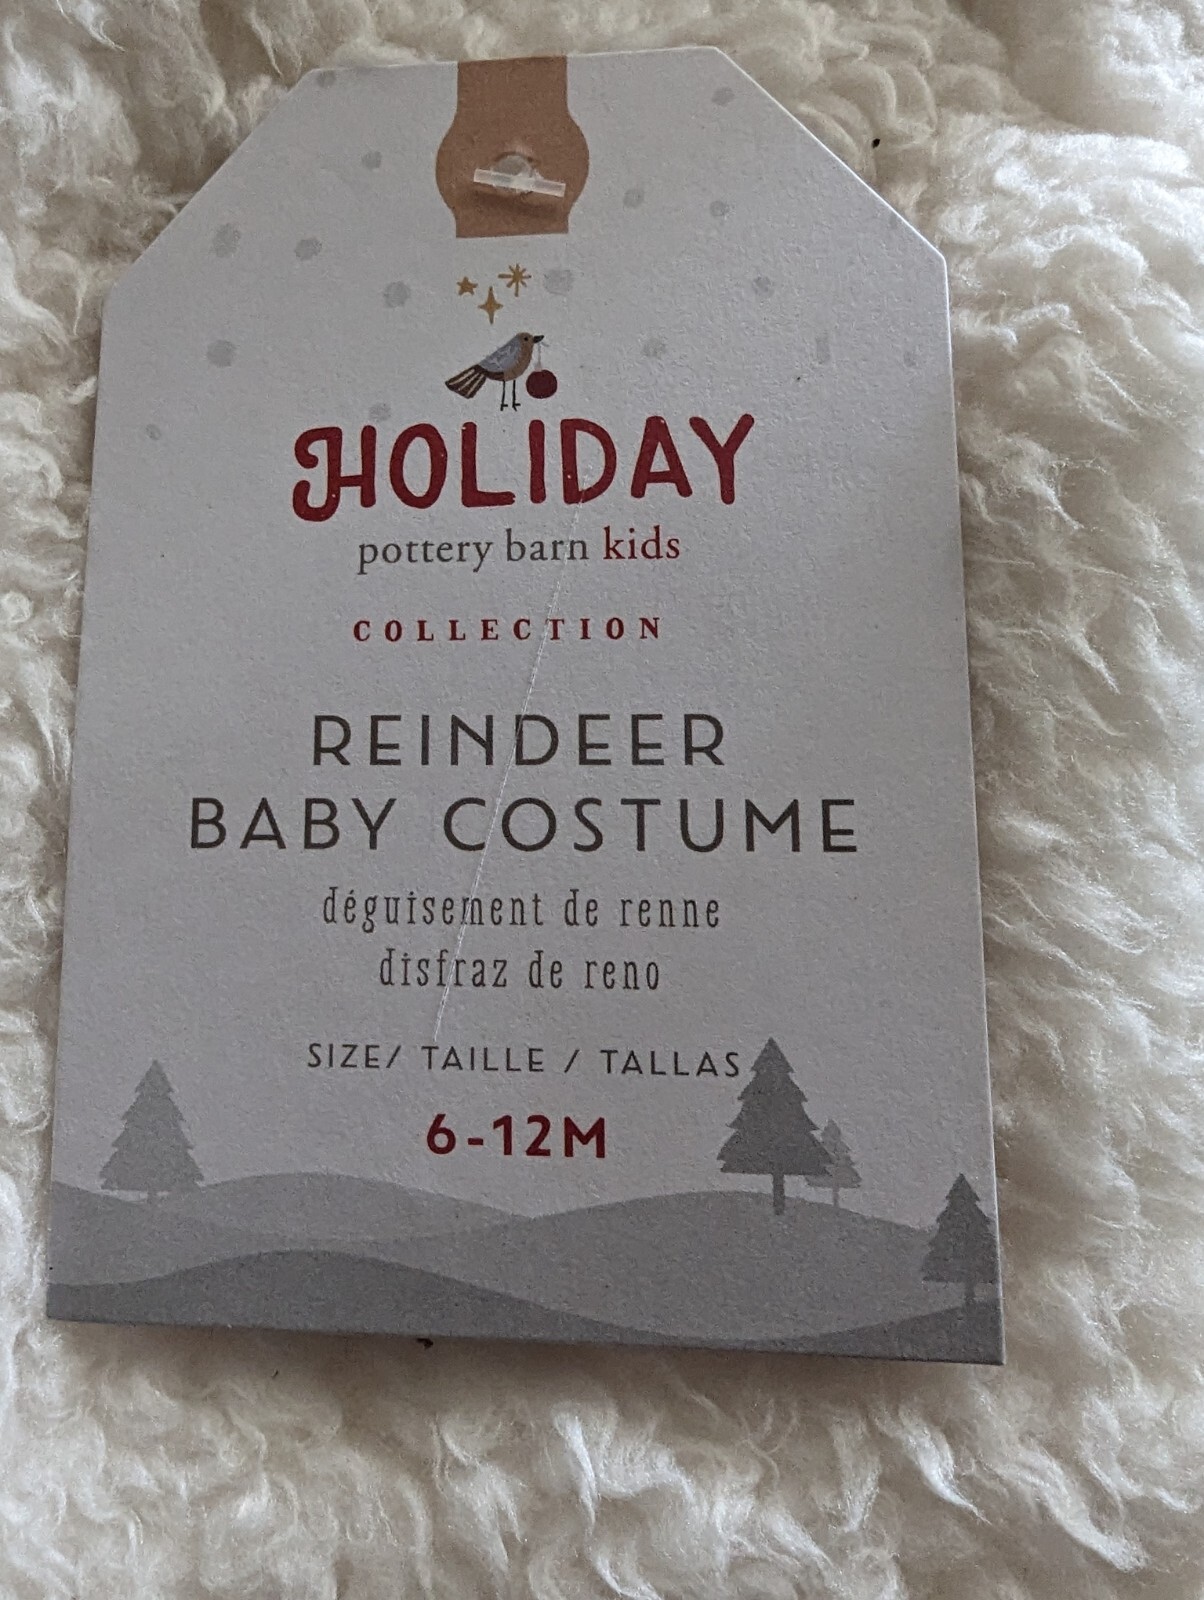 HOLIDAY
pottery barn kids
COLLECTION
REINDEER
BABY COSTUME
déguisement de renne
disfraz de reno
SIZE/ TAILLE / TALLAS
6-12M